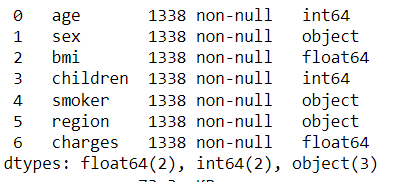 0 age 1338 non-null int64
1 sex 1338 non-null object
2 bmi 1338 non-null float64
3 children 1338 non-null int64
4 smoker 1338 non-null object
5 region 1338 non-null object
6 charges 1338 non-null float64
dtypes: float64(2), int64(2), object(3)